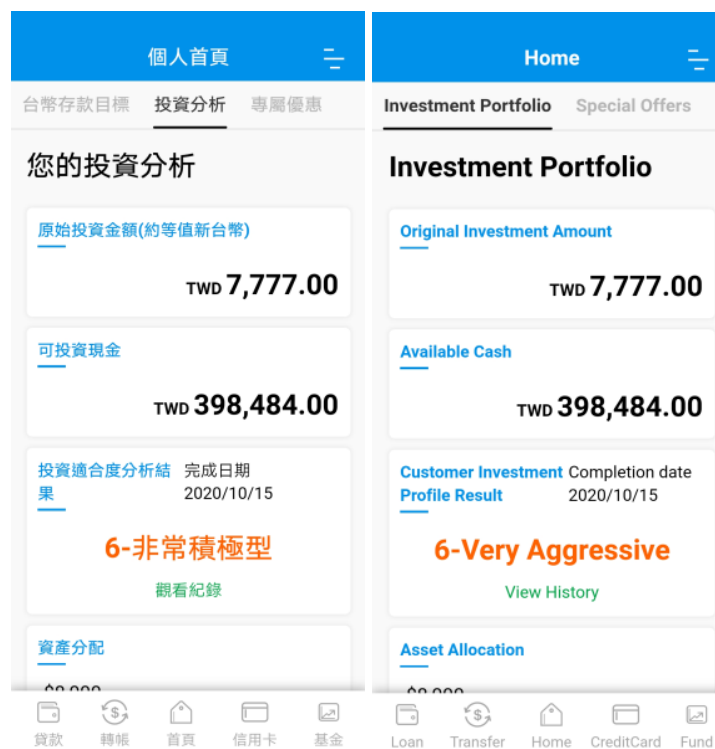 個人首頁
台幣存款目標 投資分析 專屬優惠
您的投資分析
原始投資金額(約等值新台幣)
TWD 7,777.00
可投資現金
TWD 398,484.00
投資適合度分析結果
完成日期
2020/10/15
6-非常積極型
觀看紀錄
資產分配
貸款 轉帳 首頁 信用卡 基金
Home
Investment Portfolio Special Offers
Investment Portfolio
Original Investment Amount
TWD 7,777.00
Available Cash
TWD 398,484.00
Customer Investment
Profile Result
Completion date
2020/10/15
6-Very Aggressive
View History
Asset Allocation
Loan Transfer Home CreditCard Fund